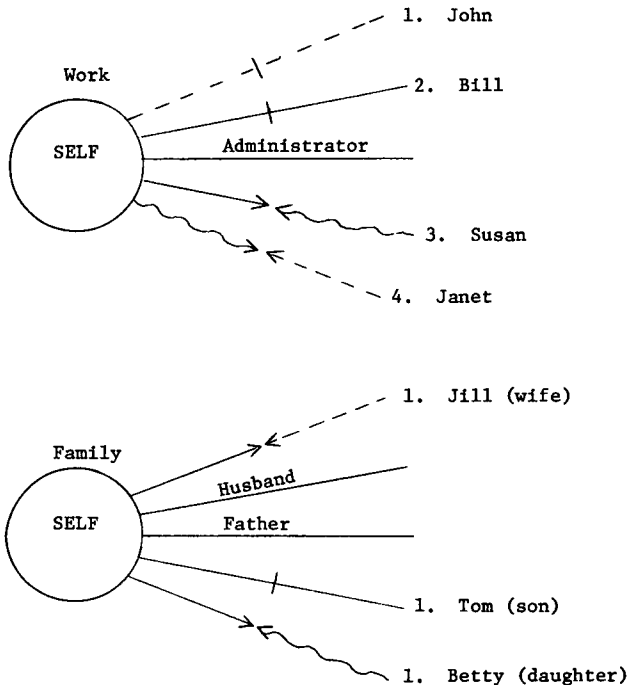 1. John
Work
2. Bill
SELF
Administrator
3. Susan
4. Janet
1. Jill (wife)
Family
Husband
SELF
Father
1. Tom (son)
1. Betty (daughter)